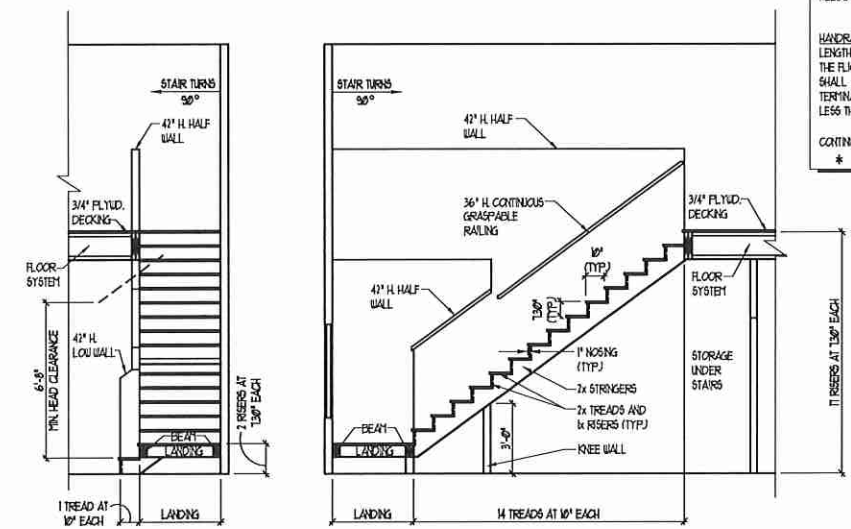 HANDRA
LENGTH
THE FLIG
SHALL
TERMINA
LESS TH
CONTIN
*
STAIR TURNS
90°
42" H. HALF
WALL
3/4" PLYWD.
DECKING
FLOOR
SYSTEM
42" H.
LOW WALL
6'-8"
MIN. HEAD CLEARANCE
BEAM
LANDING
2 RISERS AT
7.30" EACH
1 TREAD AT
10" EACH
LANDING
STAIR TURNS
90°
42" H. HALF
WALL
36" H. CONTINUOUS
GRASPABLE
RAILING
3/4" PLYWD.
DECKING
10"
(TYP.)
FLOOR
SYSTEM
42" H. HALF
WALL
7.30"
(TYP.)
1" NOSING
(TYP.)
2x STRINGERS
2x TREADS AND
1x RISERS (TYP.)
KNEE WALL
STORAGE
UNDER
STAIRS
BEAM
LANDING
3'-0"
17 RISERS AT 7.30" EACH
LANDING
14 TREADS AT 10" EACH